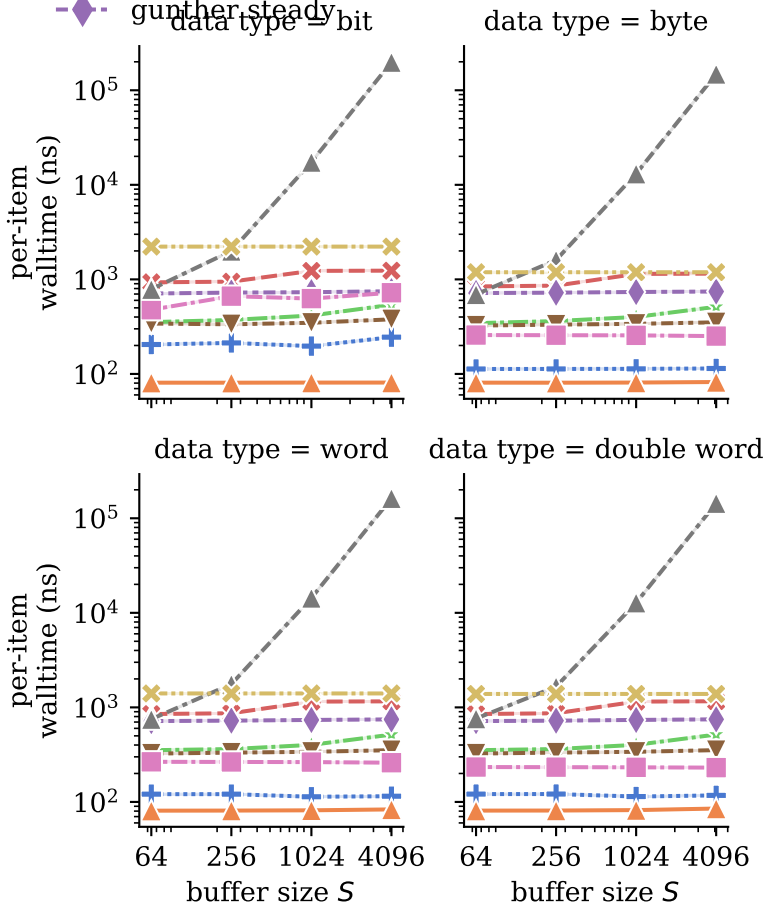 gunther steady
data type = bit
data type = byte
per-item
walltime (ns)
10⁵
10⁴
10³
10²
data type = word
data type = double word
per-item
walltime (ns)
10⁵
10⁴
10³
10²
64 256 1024 4096
64 256 1024 4096
buffer size S
buffer size S